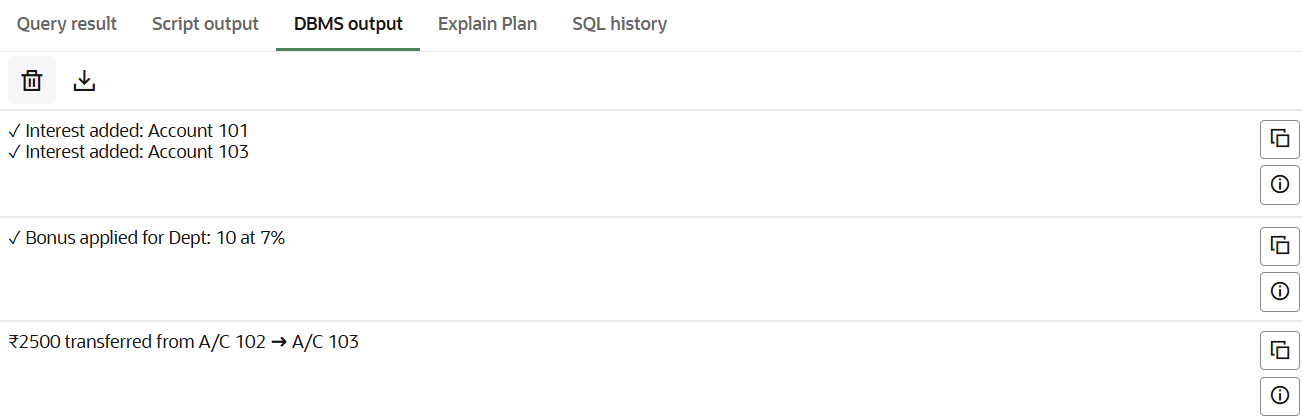 Query result Script output DBMS output Explain Plan SQL history
✓ Interest added: Account 101
✓ Interest added: Account 103
✓ Bonus applied for Dept: 10 at 7%
₹2500 transferred from A/C 102 → A/C 103